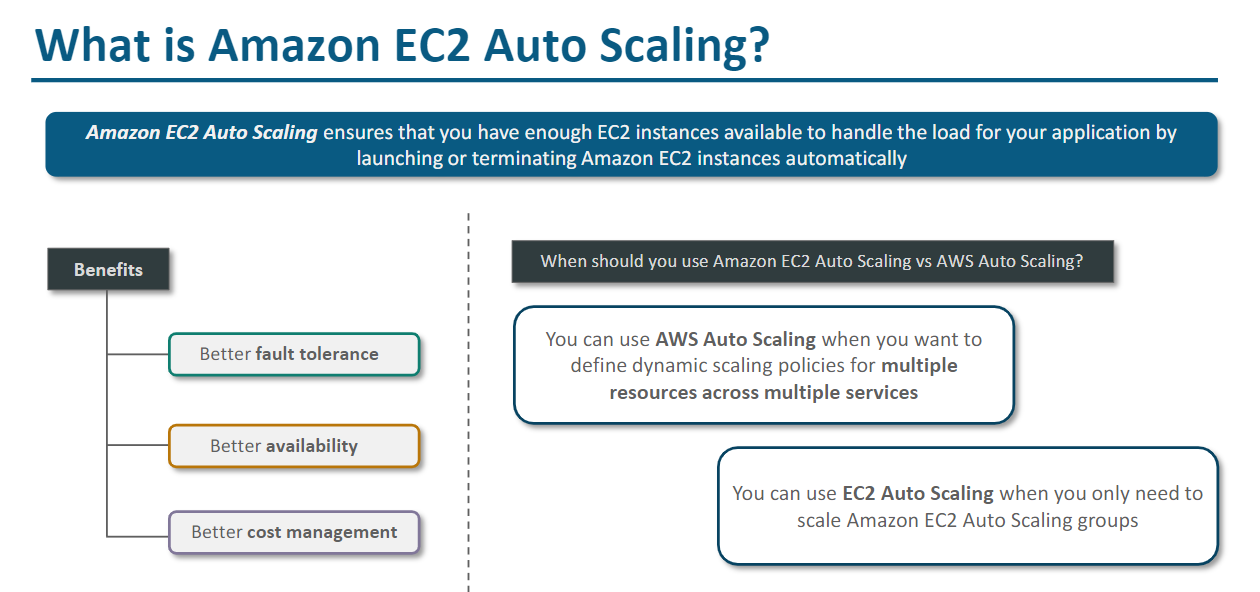 What is Amazon EC2 Auto Scaling?
Amazon EC2 Auto Scaling ensures that you have enough EC2 instances available to handle the load for your application by
launching or terminating Amazon EC2 instances automatically
Benefits
Better fault tolerance
Better availability
Better cost management
When should you use Amazon EC2 Auto Scaling vs AWS Auto Scaling?
You can use AWS Auto Scaling when you want to
define dynamic scaling policies for multiple
resources across multiple services
You can use EC2 Auto Scaling when you only need to
scale Amazon EC2 Auto Scaling groups